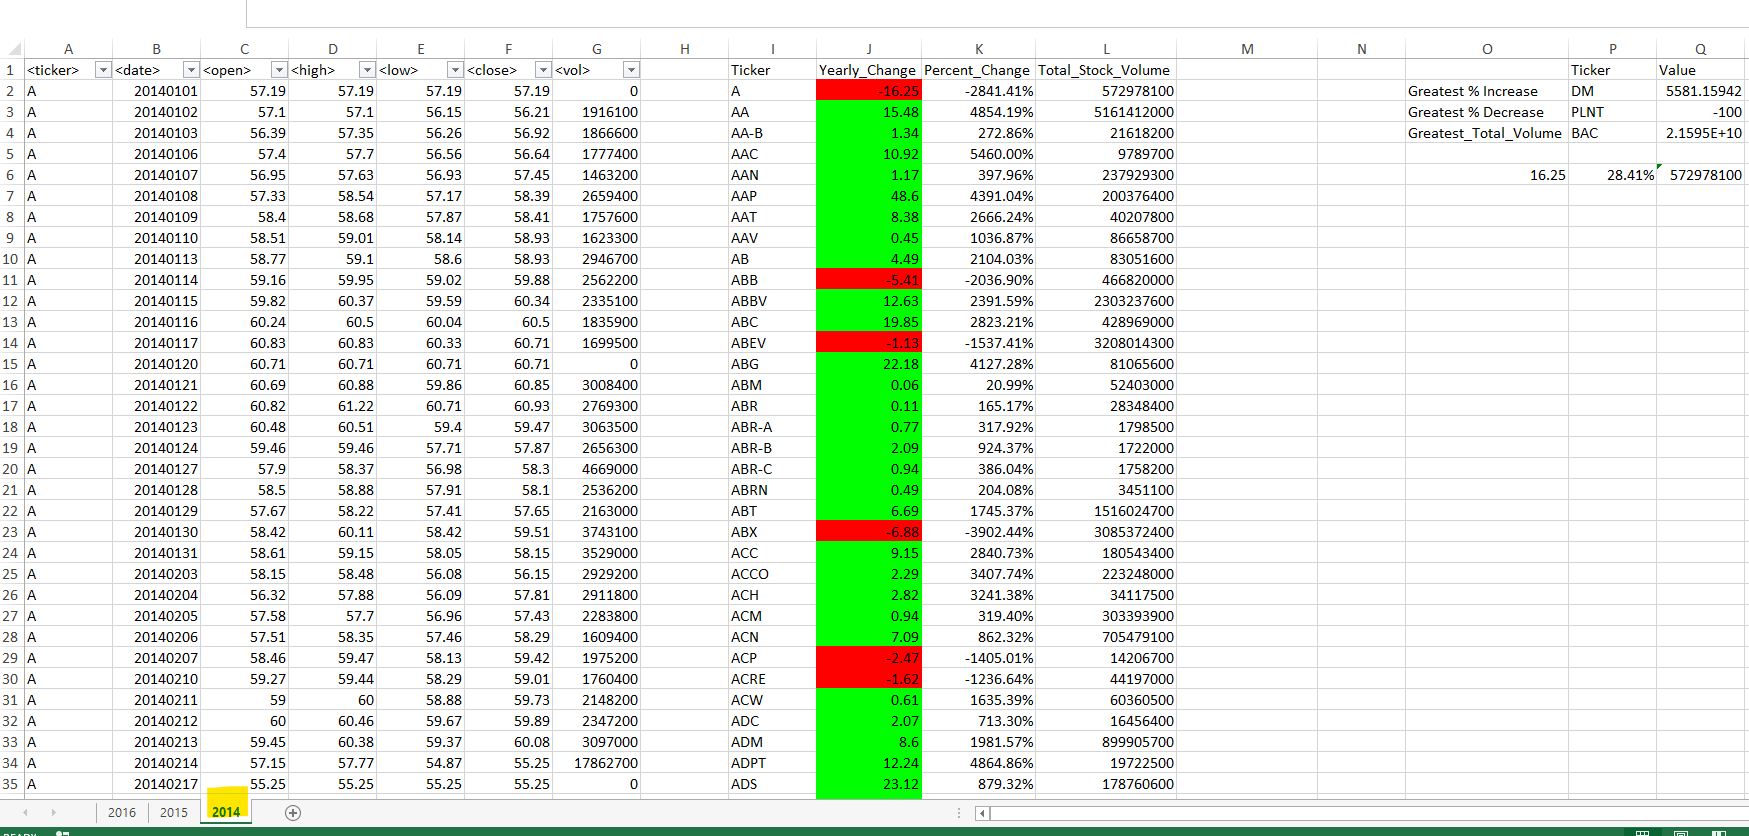 A B C D E F G H I J K L M N O P Q
1 <ticker> <date> <open> <high> <low> <close> <vol> Ticker Yearly_Change Percent_Change Total_Stock_Volume Ticker Value
2 A 20140101 57.19 57.19 57.19 57.19 0 A -16.25 -2841.41% 572978100 Greatest % Increase DM 5581.15942
3 A 20140102 57.1 57.1 56.15 56.21 1916100 AA 15.48 4854.19% 5161412000 Greatest % Decrease PLNT -100
4 A 20140103 56.39 57.35 56.26 56.92 1866600 AA-B 1.34 272.86% 21618200 Greatest_Total_Volume BAC 2.1595E+10
5 A 20140106 57.4 57.7 56.56 56.64 1777400 AAC 10.92 5460.00% 9789700
6 A 20140107 56.95 57.63 56.93 57.45 1463200 AAN 1.17 397.96% 237929300 16.25 28.41% 572978100
7 A 20140108 57.33 58.54 57.17 58.39 2659400 AAP 48.6 4391.04% 200376400
8 A 20140109 58.4 58.68 57.87 58.41 1757600 AAT 8.38 2666.24% 40207800
9 A 20140110 58.51 59.01 58.14 58.93 1623300 AAV 0.45 1036.87% 86658700
10 A 20140113 58.77 59.1 58.6 58.93 2946700 AB 4.49 2104.03% 83051600
11 A 20140114 59.16 59.95 59.02 59.88 2562200 ABB -5.41 -2036.90% 466820000
12 A 20140115 59.82 60.37 59.59 60.34 2335100 ABBV 12.63 2391.59% 2303237600
13 A 20140116 60.24 60.5 60.04 60.5 1835900 ABC 19.85 2823.21% 428969000
14 A 20140117 60.83 60.83 60.33 60.71 1699500 ABEV -1.13 -1537.41% 3208014300
15 A 20140120 60.71 60.71 60.71 60.71 0 ABG 22.18 4127.28% 81065600
16 A 20140121 60.69 60.88 59.86 60.85 3008400 ABM 0.06 20.99% 52403000
17 A 20140122 60.82 61.22 60.71 60.93 2769300 ABR 0.11 165.17% 28348400
18 A 20140123 60.48 60.51 59.4 59.47 3063500 ABR-A 0.77 317.92% 1798500
19 A 20140124 59.46 59.46 57.71 57.87 2656300 ABR-B 2.09 924.37% 1722000
20 A 20140127 57.9 58.37 56.98 58.3 4669000 ABR-C 0.94 386.04% 1758200
21 A 20140128 58.5 58.88 57.91 58.1 2536200 ABRN 0.49 204.08% 3451100
22 A 20140129 57.67 58.22 57.41 57.65 2163000 ABT 6.69 1745.37% 1516024700
23 A 20140130 58.42 60.11 58.42 59.51 3743100 ABX -6.88 -3902.44% 3085372400
24 A 20140131 58.61 59.15 58.05 58.15 3529000 ACC 9.15 2840.73% 180543400
25 A 20140203 58.15 58.48 56.08 56.15 2929200 ACCO 2.29 3407.74% 223248000
26 A 20140204 56.32 57.88 56.09 57.81 2911800 ACH 2.82 3241.38% 34117500
27 A 20140205 57.58 57.7 56.96 57.43 2283800 ACM 0.94 319.40% 303393900
28 A 20140206 57.51 58.35 57.46 58.29 1609400 ACN 7.09 862.32% 705479100
29 A 20140207 58.46 59.47 58.13 59.42 1975200 ACP -2.47 -1405.01% 14206700
30 A 20140210 59.27 59.44 58.29 59.01 1760400 ACRE -1.62 -1236.64% 44197000
31 A 20140211 59 60 58.88 59.73 2148200 ACW 0.61 1635.39% 60360500
32 A 20140212 60 60.46 59.67 59.89 2347200 ADC 2.07 713.30% 16456400
33 A 20140213 59.45 60.38 59.37 60.08 3097000 ADM 8.6 1981.57% 899905700
34 A 20140214 57.15 57.77 54.87 55.25 17862700 ADPT 12.24 4864.86% 19722500
35 A 20140217 55.25 55.25 55.25 55.25 0 ADS 23.12 879.32% 178760600
2016 2015 2014